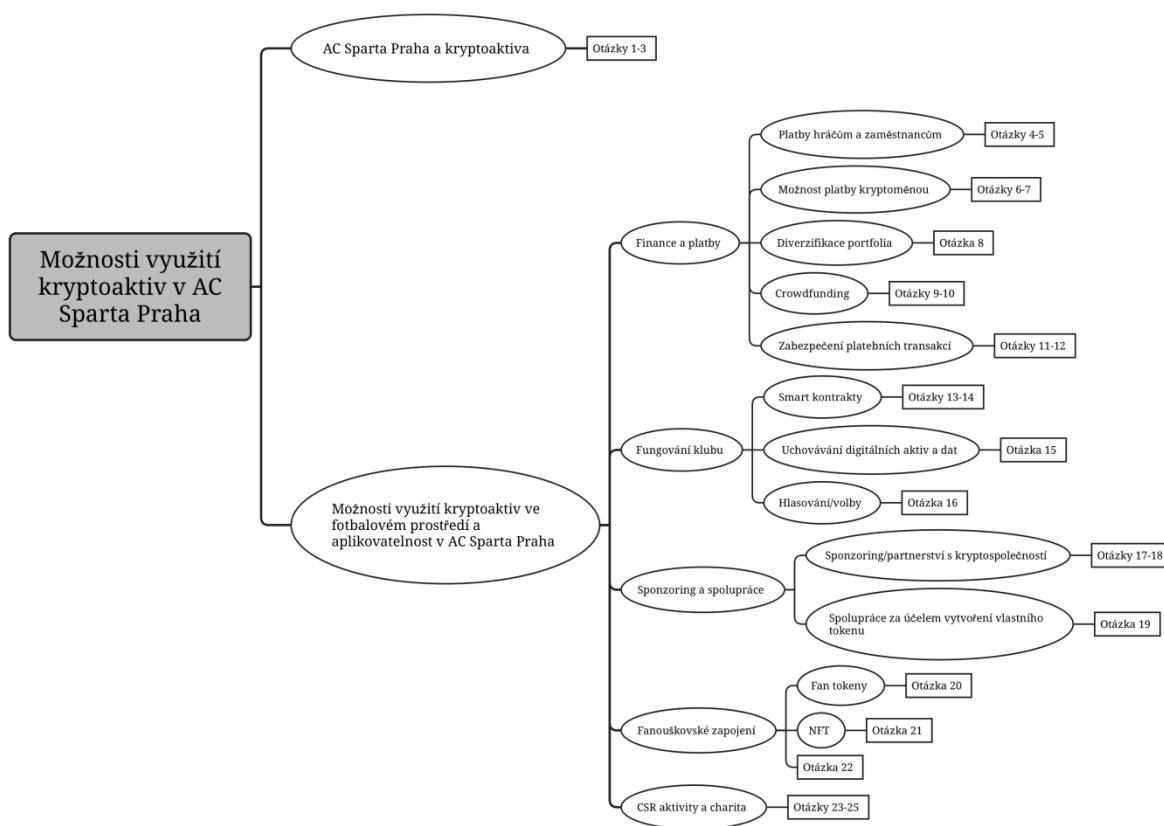 Možnosti využití
kryptoaktiv v AC
Sparta Praha
AC Sparta Praha a kryptoaktiva
Otázky 1-3
Možnosti využití kryptoaktiv ve
fotbalovém prostředí a
aplikovatelnost v AC Sparta Praha
Finance a platby
Platby hráčům a zaměstnancům
Otázky 4-5
Možnost platby kryptoměnou
Otázky 6-7
Diverzifikace portfolia
Otázka 8
Crowdfunding
Otázky 9-10
Zabezpečení platebních transakcí
Otázky 11-12
Fungování klubu
Smart kontrakty
Otázky 13-14
Uchovávání digitálních aktiv a dat
Otázka 15
Hlasování/volby
Otázka 16
Sponzoring a spolupráce
Sponzoring/partnerství s kryptospolečností
Otázky 17-18
Spolupráce za účelem vytvoření vlastního
tokenu
Otázka 19
Fanouškovské zapojení
Fan tokeny
Otázka 20
NFT
Otázka 21
Otázka 22
CSR aktivity a charita
Otázky 23-25